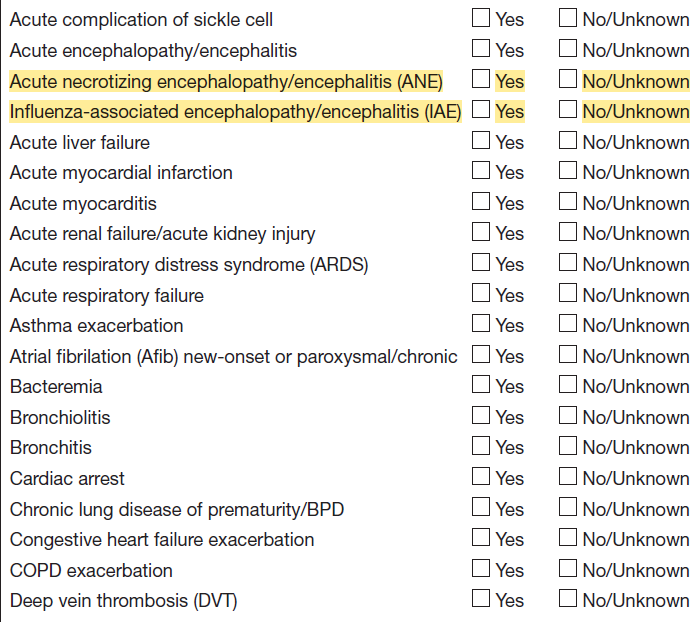 Acute complication of sickle cell Yes No/Unknown
Acute encephalopathy/encephalitis Yes No/Unknown
Acute necrotizing encephalopathy/encephalitis (ANE) Yes No/Unknown
Influenza-associated encephalopathy/encephalitis (IAE) Yes No/Unknown
Acute liver failure Yes No/Unknown
Acute myocardial infarction Yes No/Unknown
Acute myocarditis Yes No/Unknown
Acute renal failure/acute kidney injury Yes No/Unknown
Acute respiratory distress syndrome (ARDS) Yes No/Unknown
Acute respiratory failure Yes No/Unknown
Asthma exacerbation Yes No/Unknown
Atrial fibrilation (Afib) new-onset or paroxysmal/chronic Yes No/Unknown
Bacteremia Yes No/Unknown
Bronchiolitis Yes No/Unknown
Bronchitis Yes No/Unknown
Cardiac arrest Yes No/Unknown
Chronic lung disease of prematurity/BPD Yes No/Unknown
Congestive heart failure exacerbation Yes No/Unknown
COPD exacerbation Yes No/Unknown
Deep vein thrombosis (DVT) Yes No/Unknown